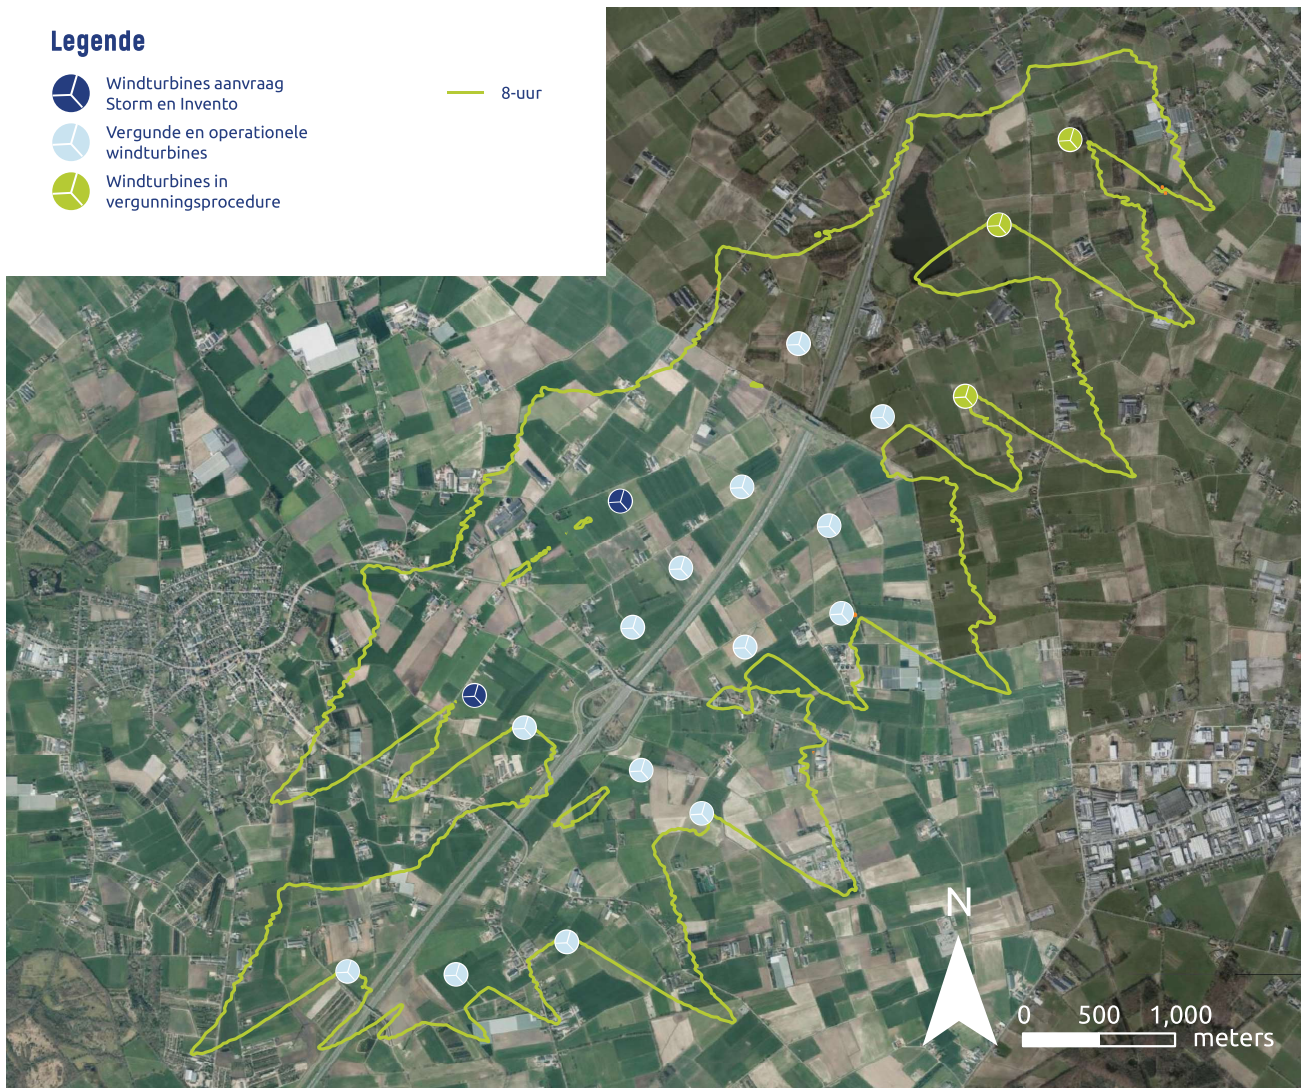 Legende
Windturbines aanvraag
Storm en Invento
Vergunde en operationele
windturbines
Windturbines in
vergunningsprocedure
8-uur
N
0 500 1,000
meters